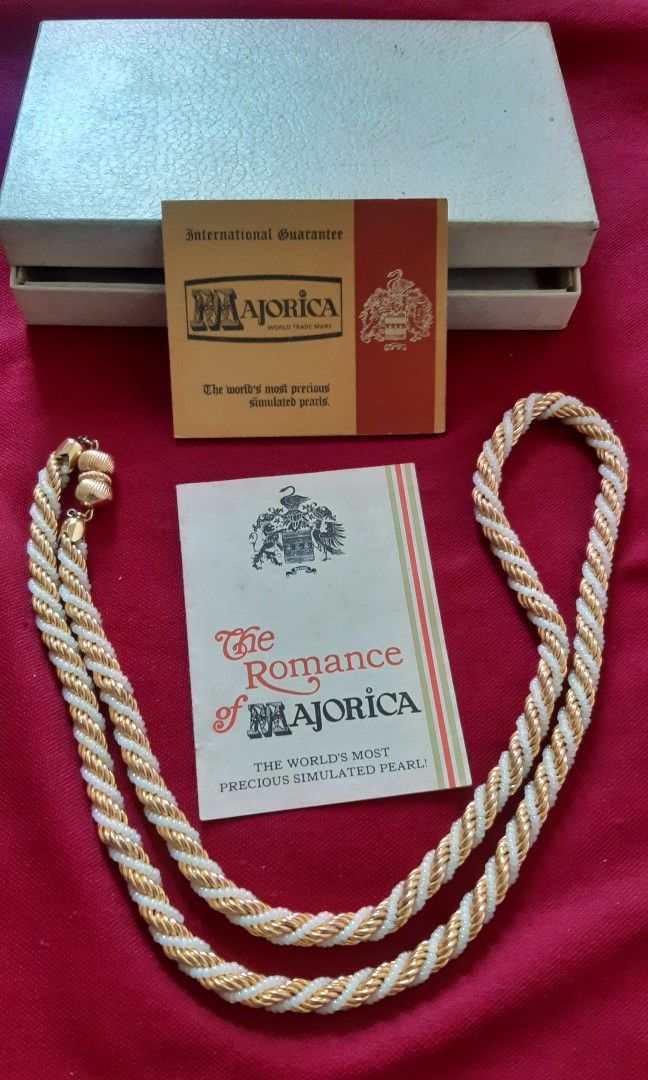 International Guarantee
MAJORICA
WORLD TRADE MARK
The world's most precious
simulated pearls.
The
Romance
of MAJORICA
THE WORLD'S MOST
PRECIOUS SIMULATED PEARL!